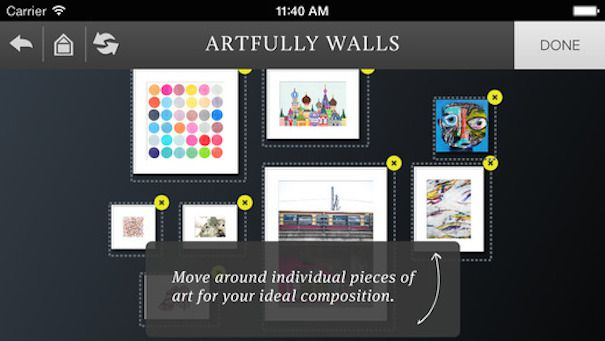 Carrier 11:40 AM
ARTFULLY WALLS
DONE
Move around individual pieces of
art for your ideal composition.